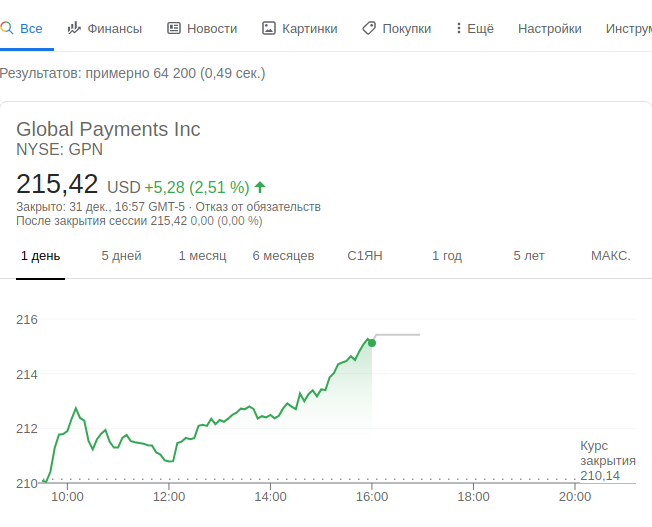 Все Финансы Новости Картинки Покупки Ещё Настройки Инструм
Результатов: примерно 64 200 (0,49 сек.)
Global Payments Inc
NYSE: GPN
215,42 USD +5,28 (2,51 %)
Закрыто: 31 дек., 16:57 GMT-5 · Отказ от обязательств
После закрытия сессии 215,42 0,00 (0,00 %)
1 день 5 дней 1 месяц 6 месяцев С1ЯН 1 год 5 лет МАКС.
216
214
212
Курс
закрытия
210,14
210
10:00 12:00 14:00 16:00 18:00 20:00